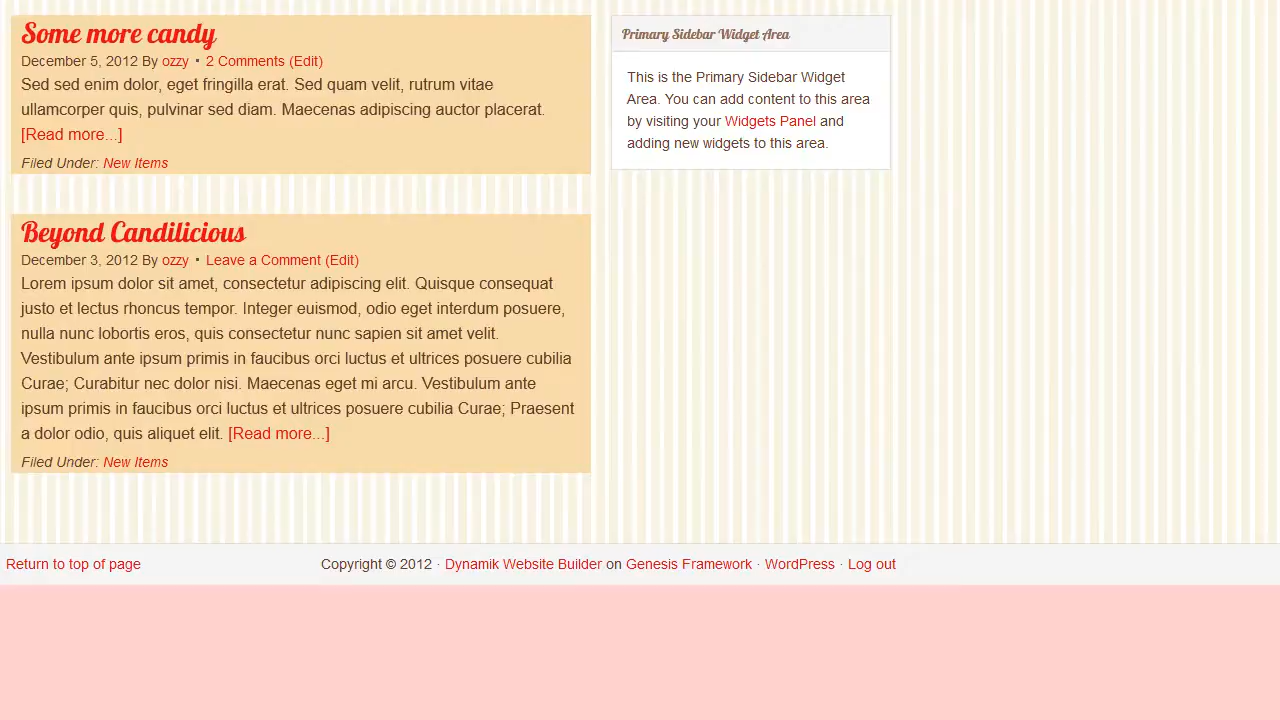 Some more candy
December 5, 2012 By ozzy • 2 Comments (Edit)
Sed sed enim dolor, eget fringilla erat. Sed quam velit, rutrum vitae
ullamcorper quis, pulvinar sed diam. Maecenas adipiscing auctor placerat.
[Read more...]
Filed Under: New Items
Beyond Candilicious
December 3, 2012 By ozzy • Leave a Comment (Edit)
Lorem ipsum dolor sit amet, consectetur adipiscing elit. Quisque consequat
justo et lectus rhoncus tempor. Integer euismod, odio eget interdum posuere,
nulla nunc lobortis eros, quis consectetur nunc sapien sit amet velit.
Vestibulum ante ipsum primis in faucibus orci luctus et ultrices posuere cubilia
Curae; Curabitur nec dolor nisi. Maecenas eget mi arcu. Vestibulum ante
ipsum primis in faucibus orci luctus et ultrices posuere cubilia Curae; Praesent
a dolor odio, quis aliquet elit. [Read more...]
Filed Under: New Items
Primary Sidebar Widget Area
This is the Primary Sidebar Widget
Area. You can add content to this area
by visiting your Widgets Panel and
adding new widgets to this area.
Return to top of page
Copyright © 2012 · Dynamik Website Builder on Genesis Framework · WordPress · Log out